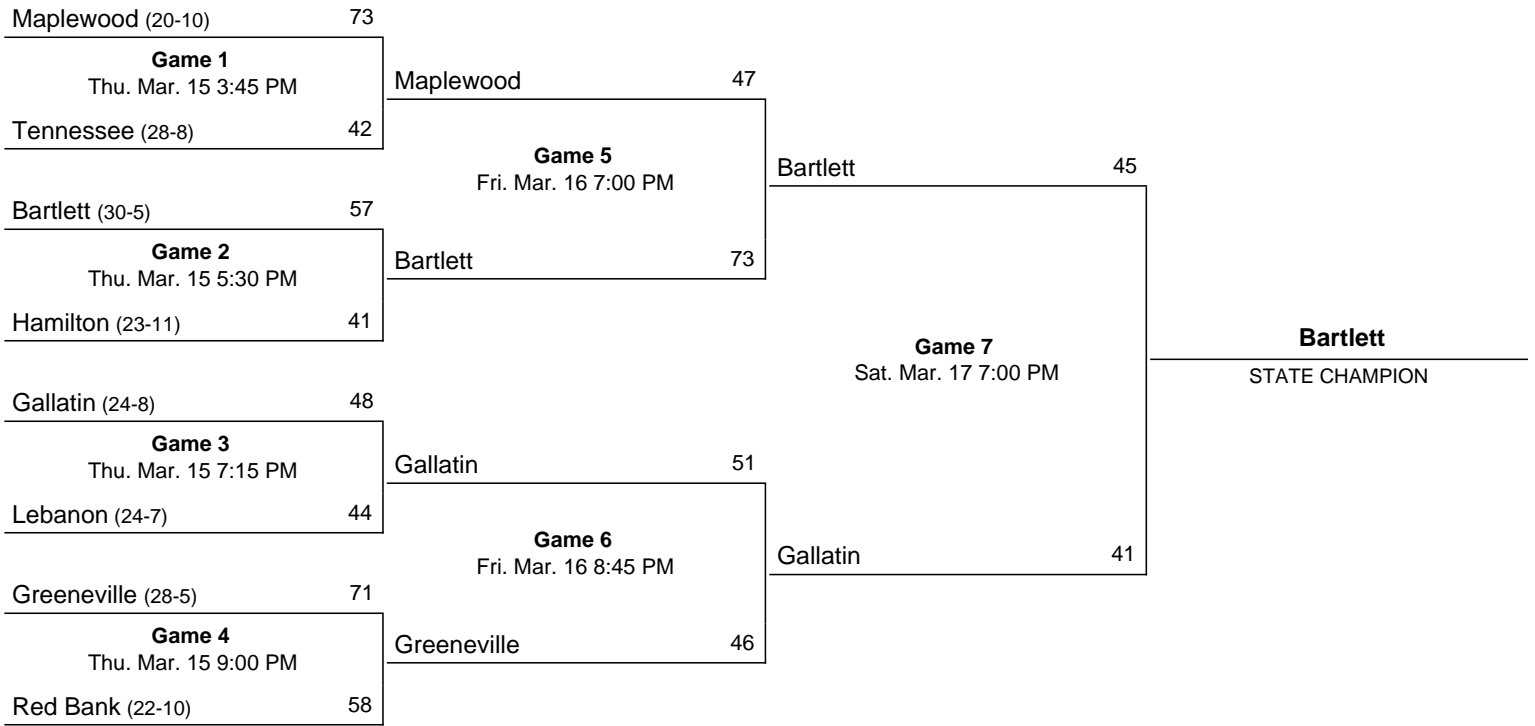 Maplewood (20-10) 73
Game 1
Thu. Mar. 15 3:45 PM
Tennessee (28-8) 42
Bartlett (30-5) 57
Game 2
Thu. Mar. 15 5:30 PM
Hamilton (23-11) 41
Gallatin (24-8) 48
Game 3
Thu. Mar. 15 7:15 PM
Lebanon (24-7) 44
Greeneville (28-5) 71
Game 4
Thu. Mar. 15 9:00 PM
Red Bank (22-10) 58
Maplewood 47
Game 5
Fri. Mar. 16 7:00 PM
Bartlett 73
Gallatin 51
Game 6
Fri. Mar. 16 8:45 PM
Greeneville 46
Bartlett 45
Game 7
Sat. Mar. 17 7:00 PM
Gallatin 41
Bartlett
STATE CHAMPION